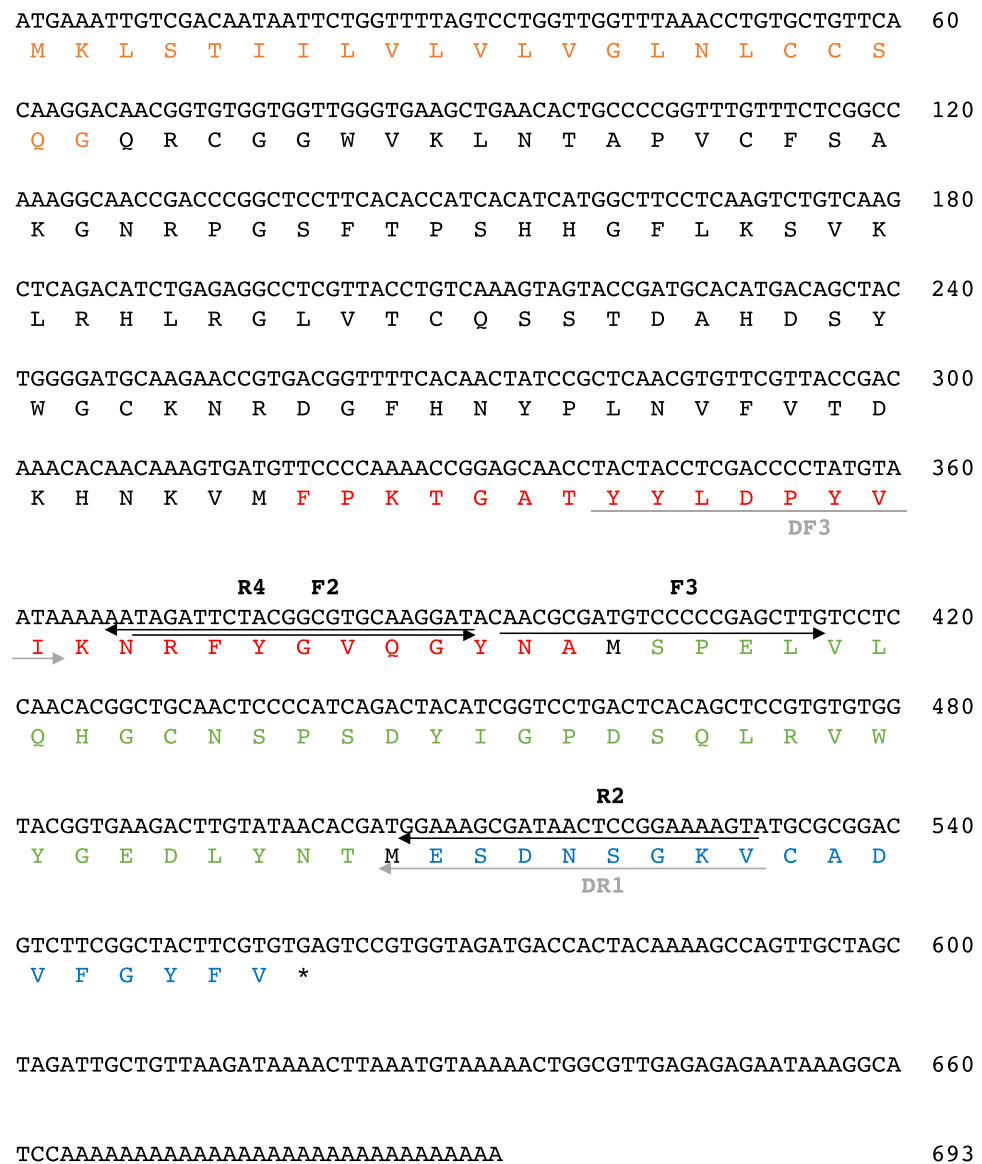 ATGAAATTGTCGACAATAATTCTGGTTTTAGTCCTGGTTGGTTTAAACCTGTGCTGTTCA 60
M K L S T I I L V L V L V G L N L C C S
CAAGGACAACGGTGTGGTGGTTGGGTGAAGCTGAACACTGCCCCGGTTTGTTTCTCGGCC 120
Q G Q R C G G W V K L N T A P V C F S A
AAAGGCAACCGACCCGGCTCCTTCACACCATCACATCATGGCTTCCTCAAGTCTGTCAAG 180
K G N R P G S F T P S H H G F L K S V K
CTCAGACATCTGAGAGGCCTCGTTACCTGTCAAAGTAGTACCGATGCACATGACAGCTAC 240
L R H L R G L V T C Q S S T D A H D S Y
TGGGGATGCAAGAACCGTGACGGTTTTCACAACTATCCGCTCAACGTGTTCGTTACCGAC 300
W G C K N R D G F H N Y P L N V F V T D
AAACACAACAAAGTGATGTTCCCCAAAACCGGAGCAACCTACTACCTCGACCCCTATGTA 360
K H N K V M F P K T G A T Y Y L D P Y V
DF3
R4 F2 F3
ATAAAAAATAGATTCTACGGCGTGCAAGGATACAACGCGATGTCCCCCGAGCTTGTCCTC 420
I K N R F Y G V Q G Y N A M S P E L V L
CAACACGGCTGCAACTCCCCATCAGACTACATCGGTCCTGACTCACAGCTCCGTGTGTGG 480
Q H G C N S P S D Y I G P D S Q L R V W
R2
TACGGTGAAGACTTGTATAACACGATGGAAAGCGATAACTCCGGAAAAGTATGCGCGGAC 540
Y G E D L Y N T M E S D N S G K V C A D
DR1
GTCTTCGGCTACTTCGTGTGAGTCCGTGGTAGATGACCACTACAAAAGCCAGTTGCTAGC 600
V F G Y F V *
TAGATTGCTGTTAAGATAAAACTTAAATGTAAAAACTGGCGTTGAGAGAGAATAAAGGCA 660
TCCAAAAAAAAAAAAAAAAAAAAAAAAAAAAAA 693